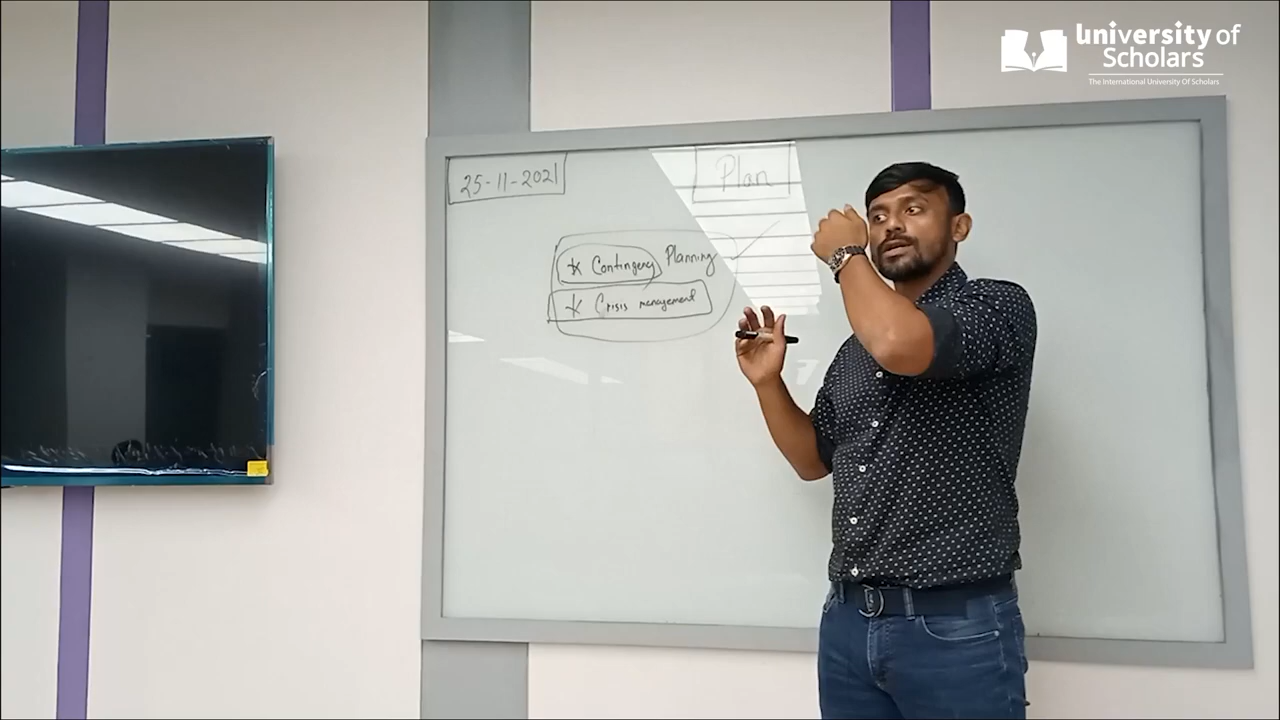 university of
Scholars
The International University Of Scholars
25-11-2021
Plan
* Contingency Planning
* Crisis management